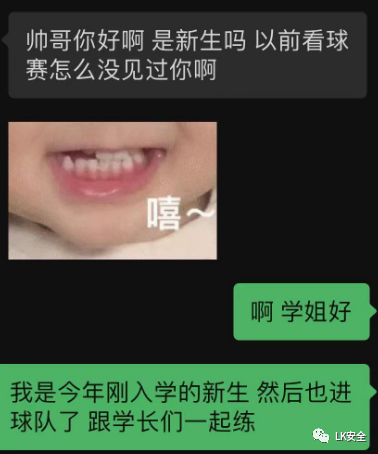 帅哥你好啊 是新生吗 以前看球
赛怎么没见过你啊
嘻～
啊 学姐好
我是今年刚入学的新生 然后也进
球队了 跟学长们一起练
LK安全